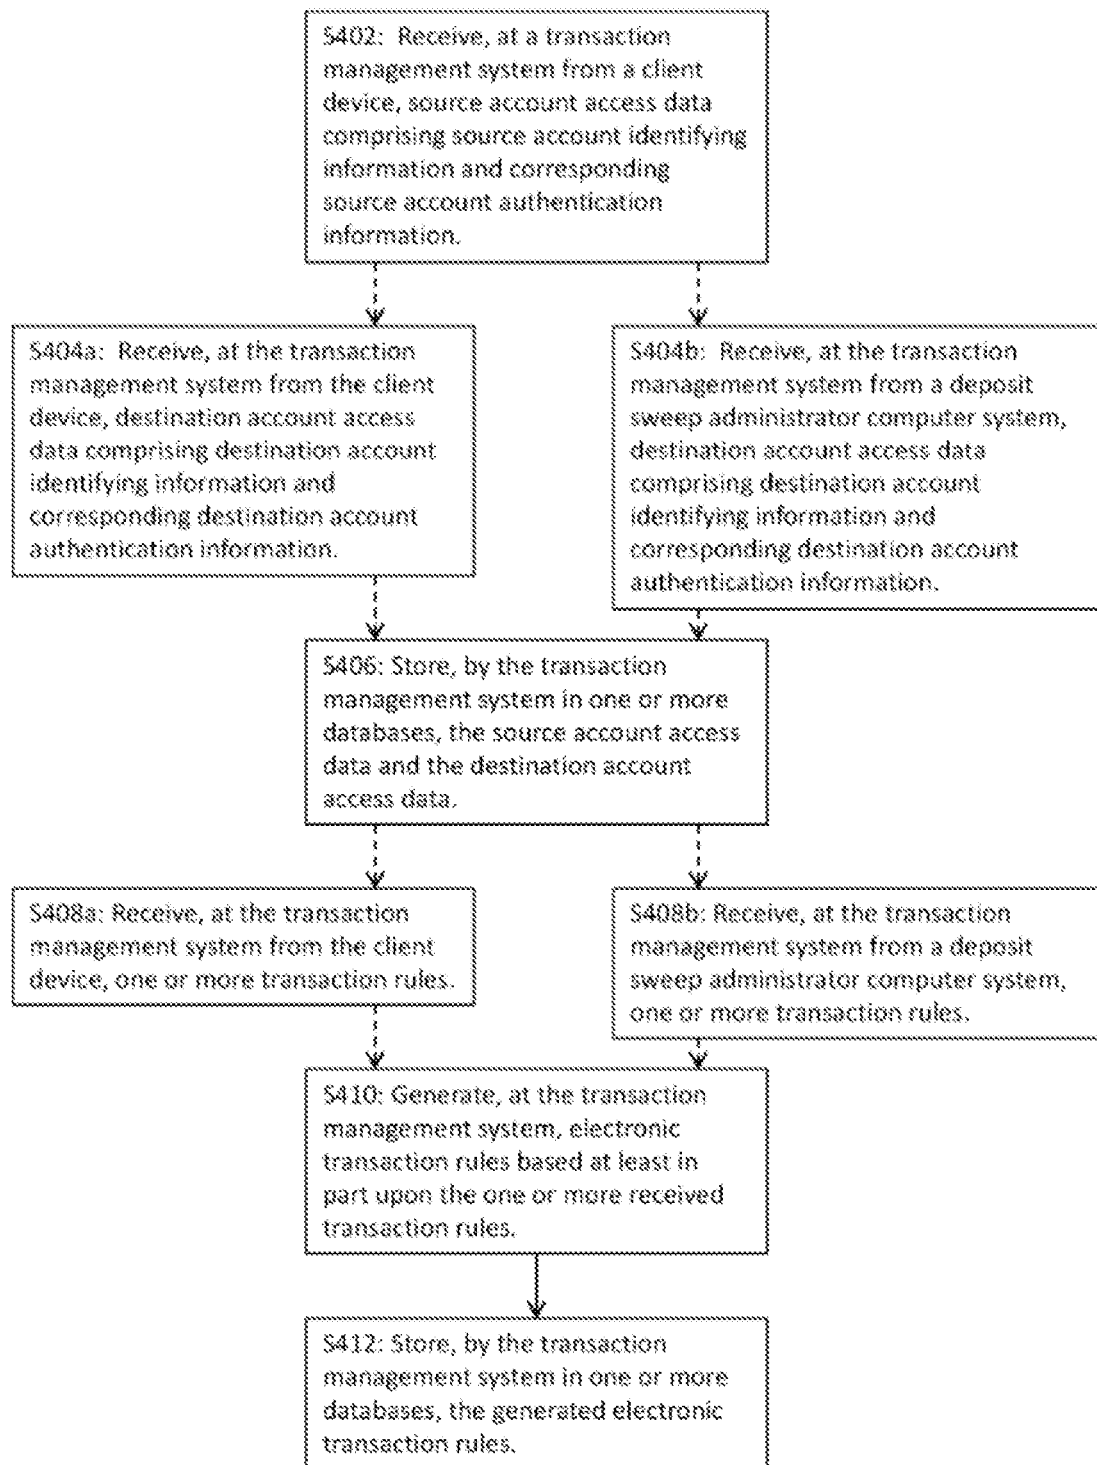 S402: Receive, at a transaction
management system from a client
device, source account access data
comprising source account identifying
information and corresponding
source account authentication
information.
S404a: Receive, at the transaction
management system from the client
device, destination account access
data comprising destination account
identifying information and
corresponding destination account
authentication information.
S404b: Receive, at the transaction
management system from a deposit
sweep administrator computer system,
destination account access data
comprising destination account
identifying information and
corresponding destination account
authentication information.
S406: Store, by the transaction
management system in one or more
databases, the source account access
data and the destination account
access data.
S408a: Receive, at the transaction
management system from the client
device, one or more transaction rules.
S408b: Receive, at the transaction
management system from a deposit
sweep administrator computer system,
one or more transaction rules.
S410: Generate, at the transaction
management system, electronic
transaction rules based at least in
part upon the one or more received
transaction rules.
S412: Store, by the transaction
management system in one or more
databases, the generated electronic
transaction rules.